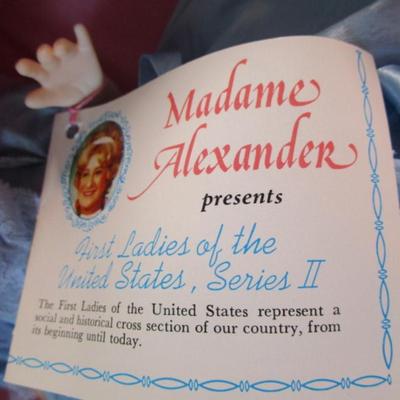 Madame
Alexander
presents
First Ladies of the
United States, Series II
The First Ladies of the United States represent a
social and historical cross section of our country, from
its beginning until today.